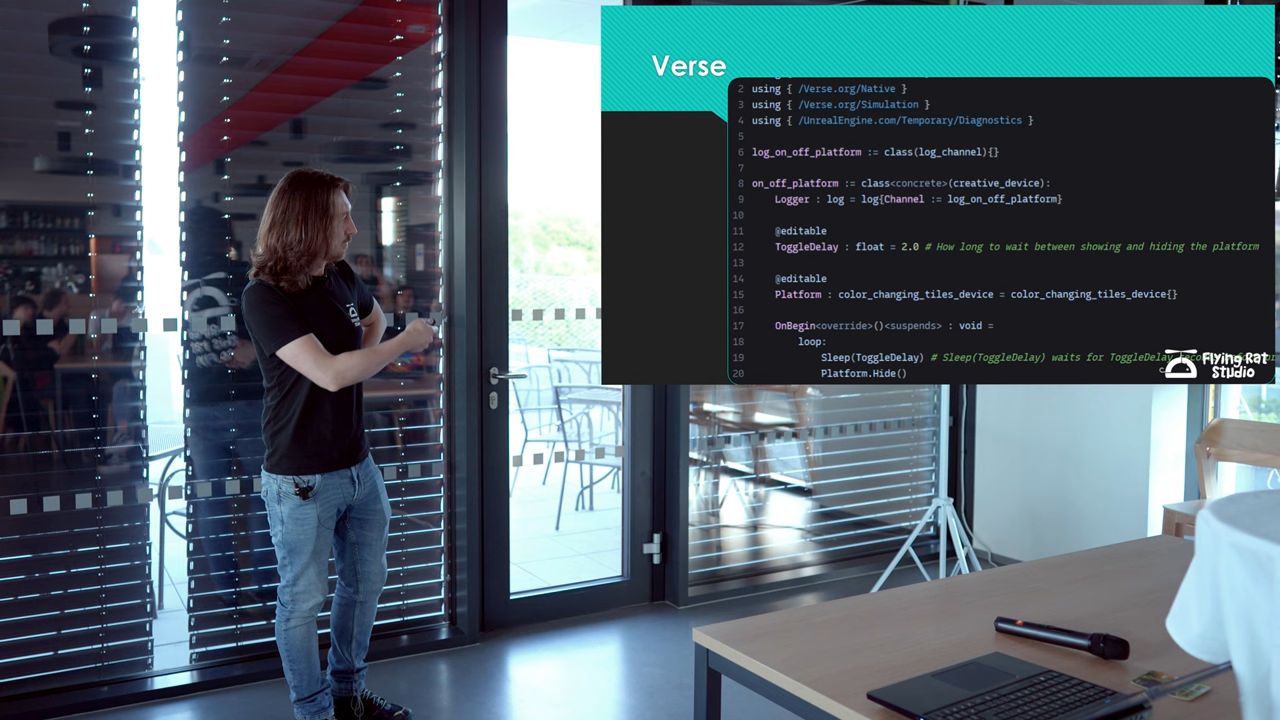 Verse
2 using { /Verse.org/Native }
3 using { /Verse.org/Simulation }
4 using { /UnrealEngine.com/Temporary/Diagnostics }
5
6 log_on_off_platform := class(log_channel){}
7
8 on_off_platform := class<concrete>(creative_device):
9 Logger : log = log{Channel := log_on_off_platform}
10
11 @editable
12 ToggleDelay : float = 2.0 # How long to wait between showing and hiding the platform
13
14 @editable
15 Platform : color_changing_tiles_device = color_changing_tiles_device{}
16
17 OnBegin<override>()<suspends> : void =
18 loop:
19 Sleep(ToggleDelay) # Sleep(ToggleDelay) waits for ToggleDelay
20 Platform.Hide()
Flying Rat
Studio